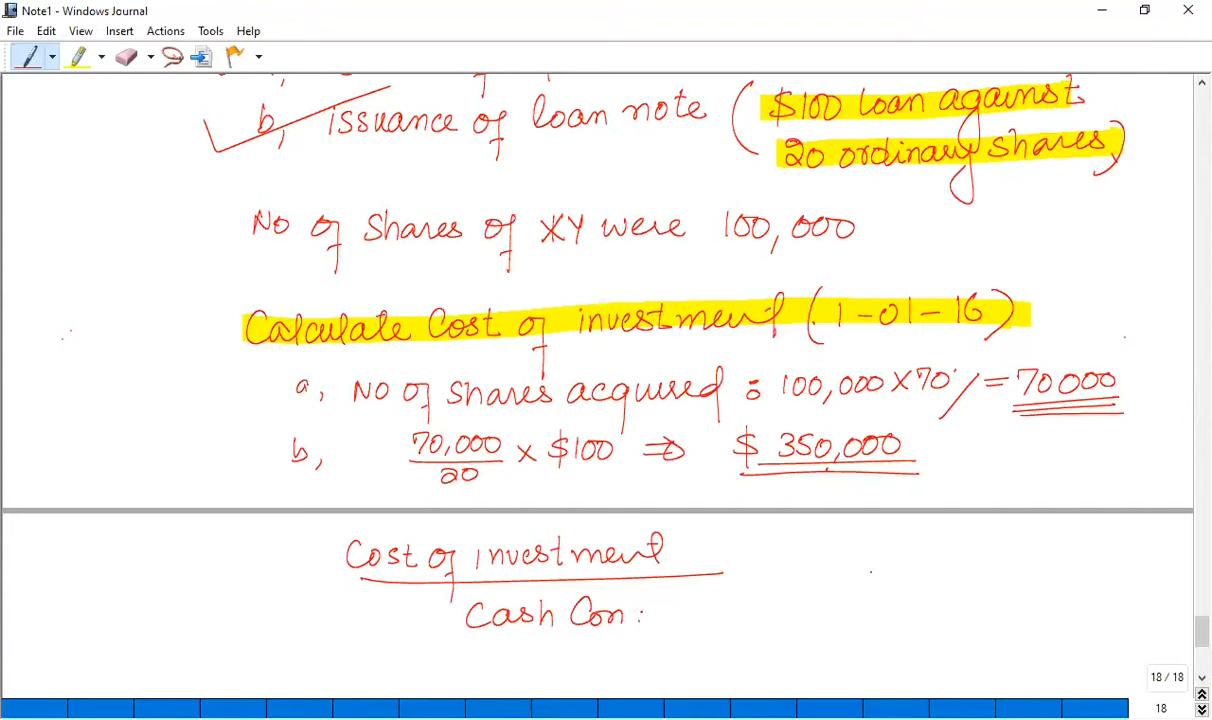 Note1 - Windows Journal
File Edit View Insert Actions Tools Help
b, issuance of loan note ( $100 loan against
20 ordinary shares )
No of Shares of XY were 100,000
Calculate Cost of investment ( 1-01-16 )
a, No of Shares acquired : 100,000 X 70% = 70000
b, 70,000/20 × $100 ⇒ $ 350,000
Cost of investment
Cash Con :
18 / 18
18